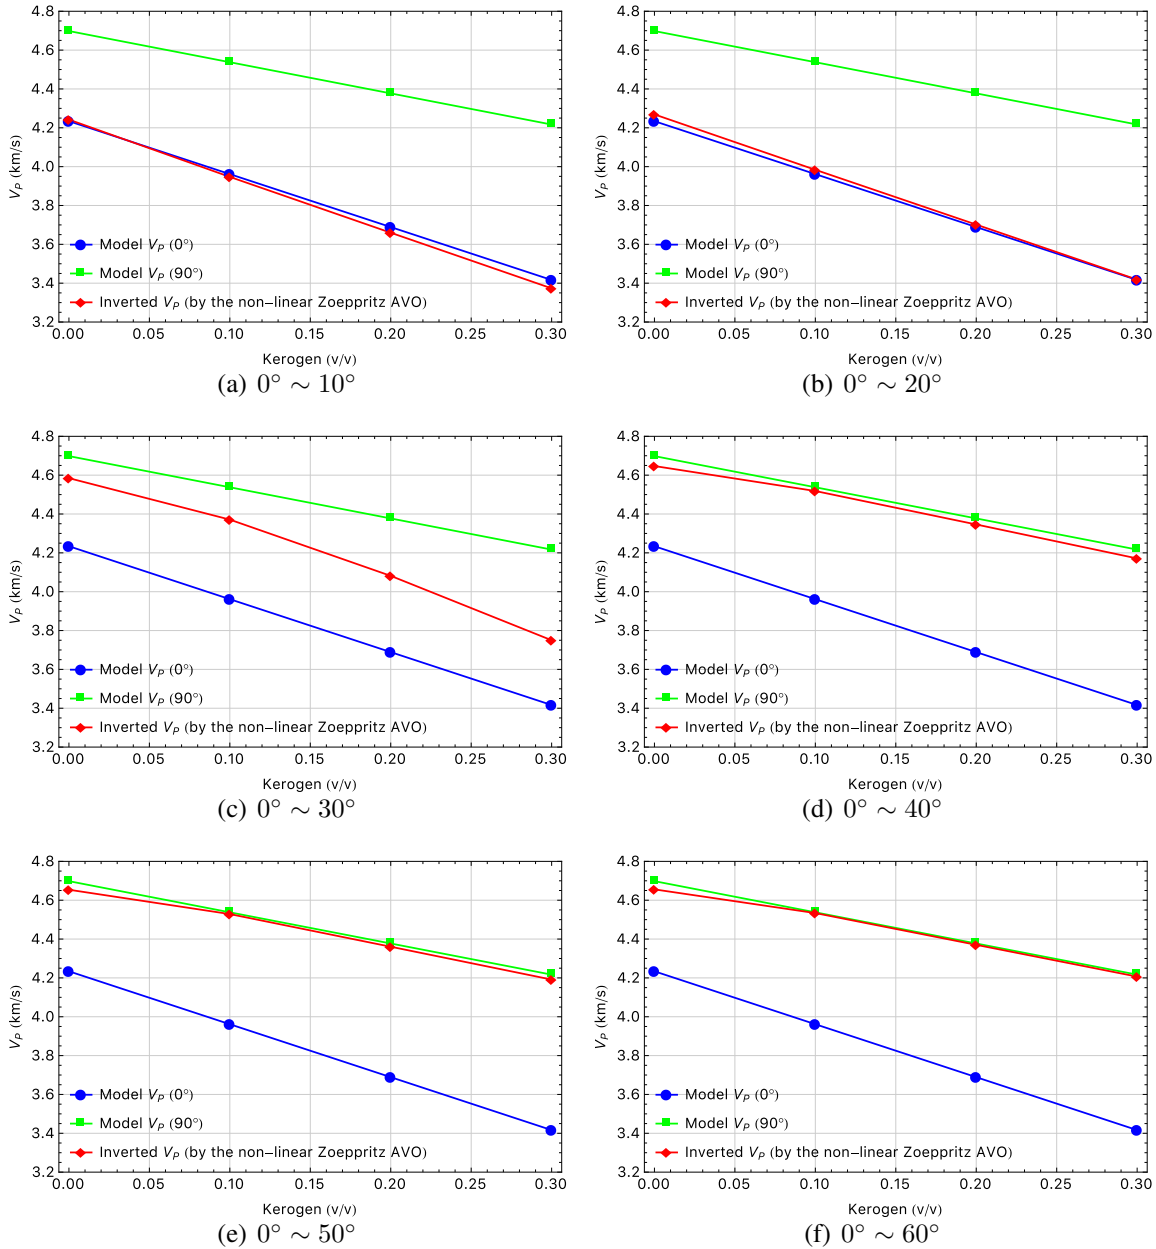 4.8
4.6
4.4
4.2
4.0
3.8
3.6
3.4
3.2
V_P (km/s)
Model V_P (0°)
Model V_P (90°)
Inverted V_P (by the non−linear Zoeppritz AVO)
0.00 0.05 0.10 0.15 0.20 0.25 0.30
Kerogen (v/v)
(a) 0° ∼ 10°
4.8
4.6
4.4
4.2
4.0
3.8
3.6
3.4
3.2
V_P (km/s)
Model V_P (0°)
Model V_P (90°)
Inverted V_P (by the non−linear Zoeppritz AVO)
0.00 0.05 0.10 0.15 0.20 0.25 0.30
Kerogen (v/v)
(b) 0° ∼ 20°
4.8
4.6
4.4
4.2
4.0
3.8
3.6
3.4
3.2
V_P (km/s)
Model V_P (0°)
Model V_P (90°)
Inverted V_P (by the non−linear Zoeppritz AVO)
0.00 0.05 0.10 0.15 0.20 0.25 0.30
Kerogen (v/v)
(c) 0° ∼ 30°
4.8
4.6
4.4
4.2
4.0
3.8
3.6
3.4
3.2
V_P (km/s)
Model V_P (0°)
Model V_P (90°)
Inverted V_P (by the non−linear Zoeppritz AVO)
0.00 0.05 0.10 0.15 0.20 0.25 0.30
Kerogen (v/v)
(d) 0° ∼ 40°
4.8
4.6
4.4
4.2
4.0
3.8
3.6
3.4
3.2
V_P (km/s)
Model V_P (0°)
Model V_P (90°)
Inverted V_P (by the non−linear Zoeppritz AVO)
0.00 0.05 0.10 0.15 0.20 0.25 0.30
Kerogen (v/v)
(e) 0° ∼ 50°
4.8
4.6
4.4
4.2
4.0
3.8
3.6
3.4
3.2
V_P (km/s)
Model V_P (0°)
Model V_P (90°)
Inverted V_P (by the non−linear Zoeppritz AVO)
0.00 0.05 0.10 0.15 0.20 0.25 0.30
Kerogen (v/v)
(f) 0° ∼ 60°